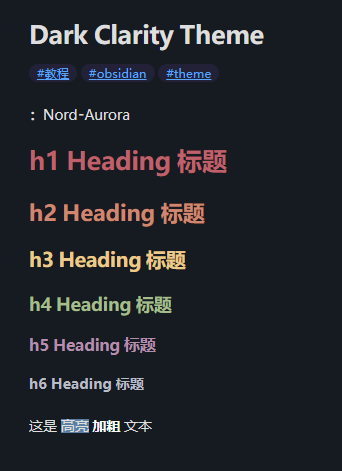 Dark Clarity Theme
#教程 #obsidian #theme
：Nord-Aurora
h1 Heading 标题
h2 Heading 标题
h3 Heading 标题
h4 Heading 标题
h5 Heading 标题
h6 Heading 标题
这是 高亮 加粗 文本